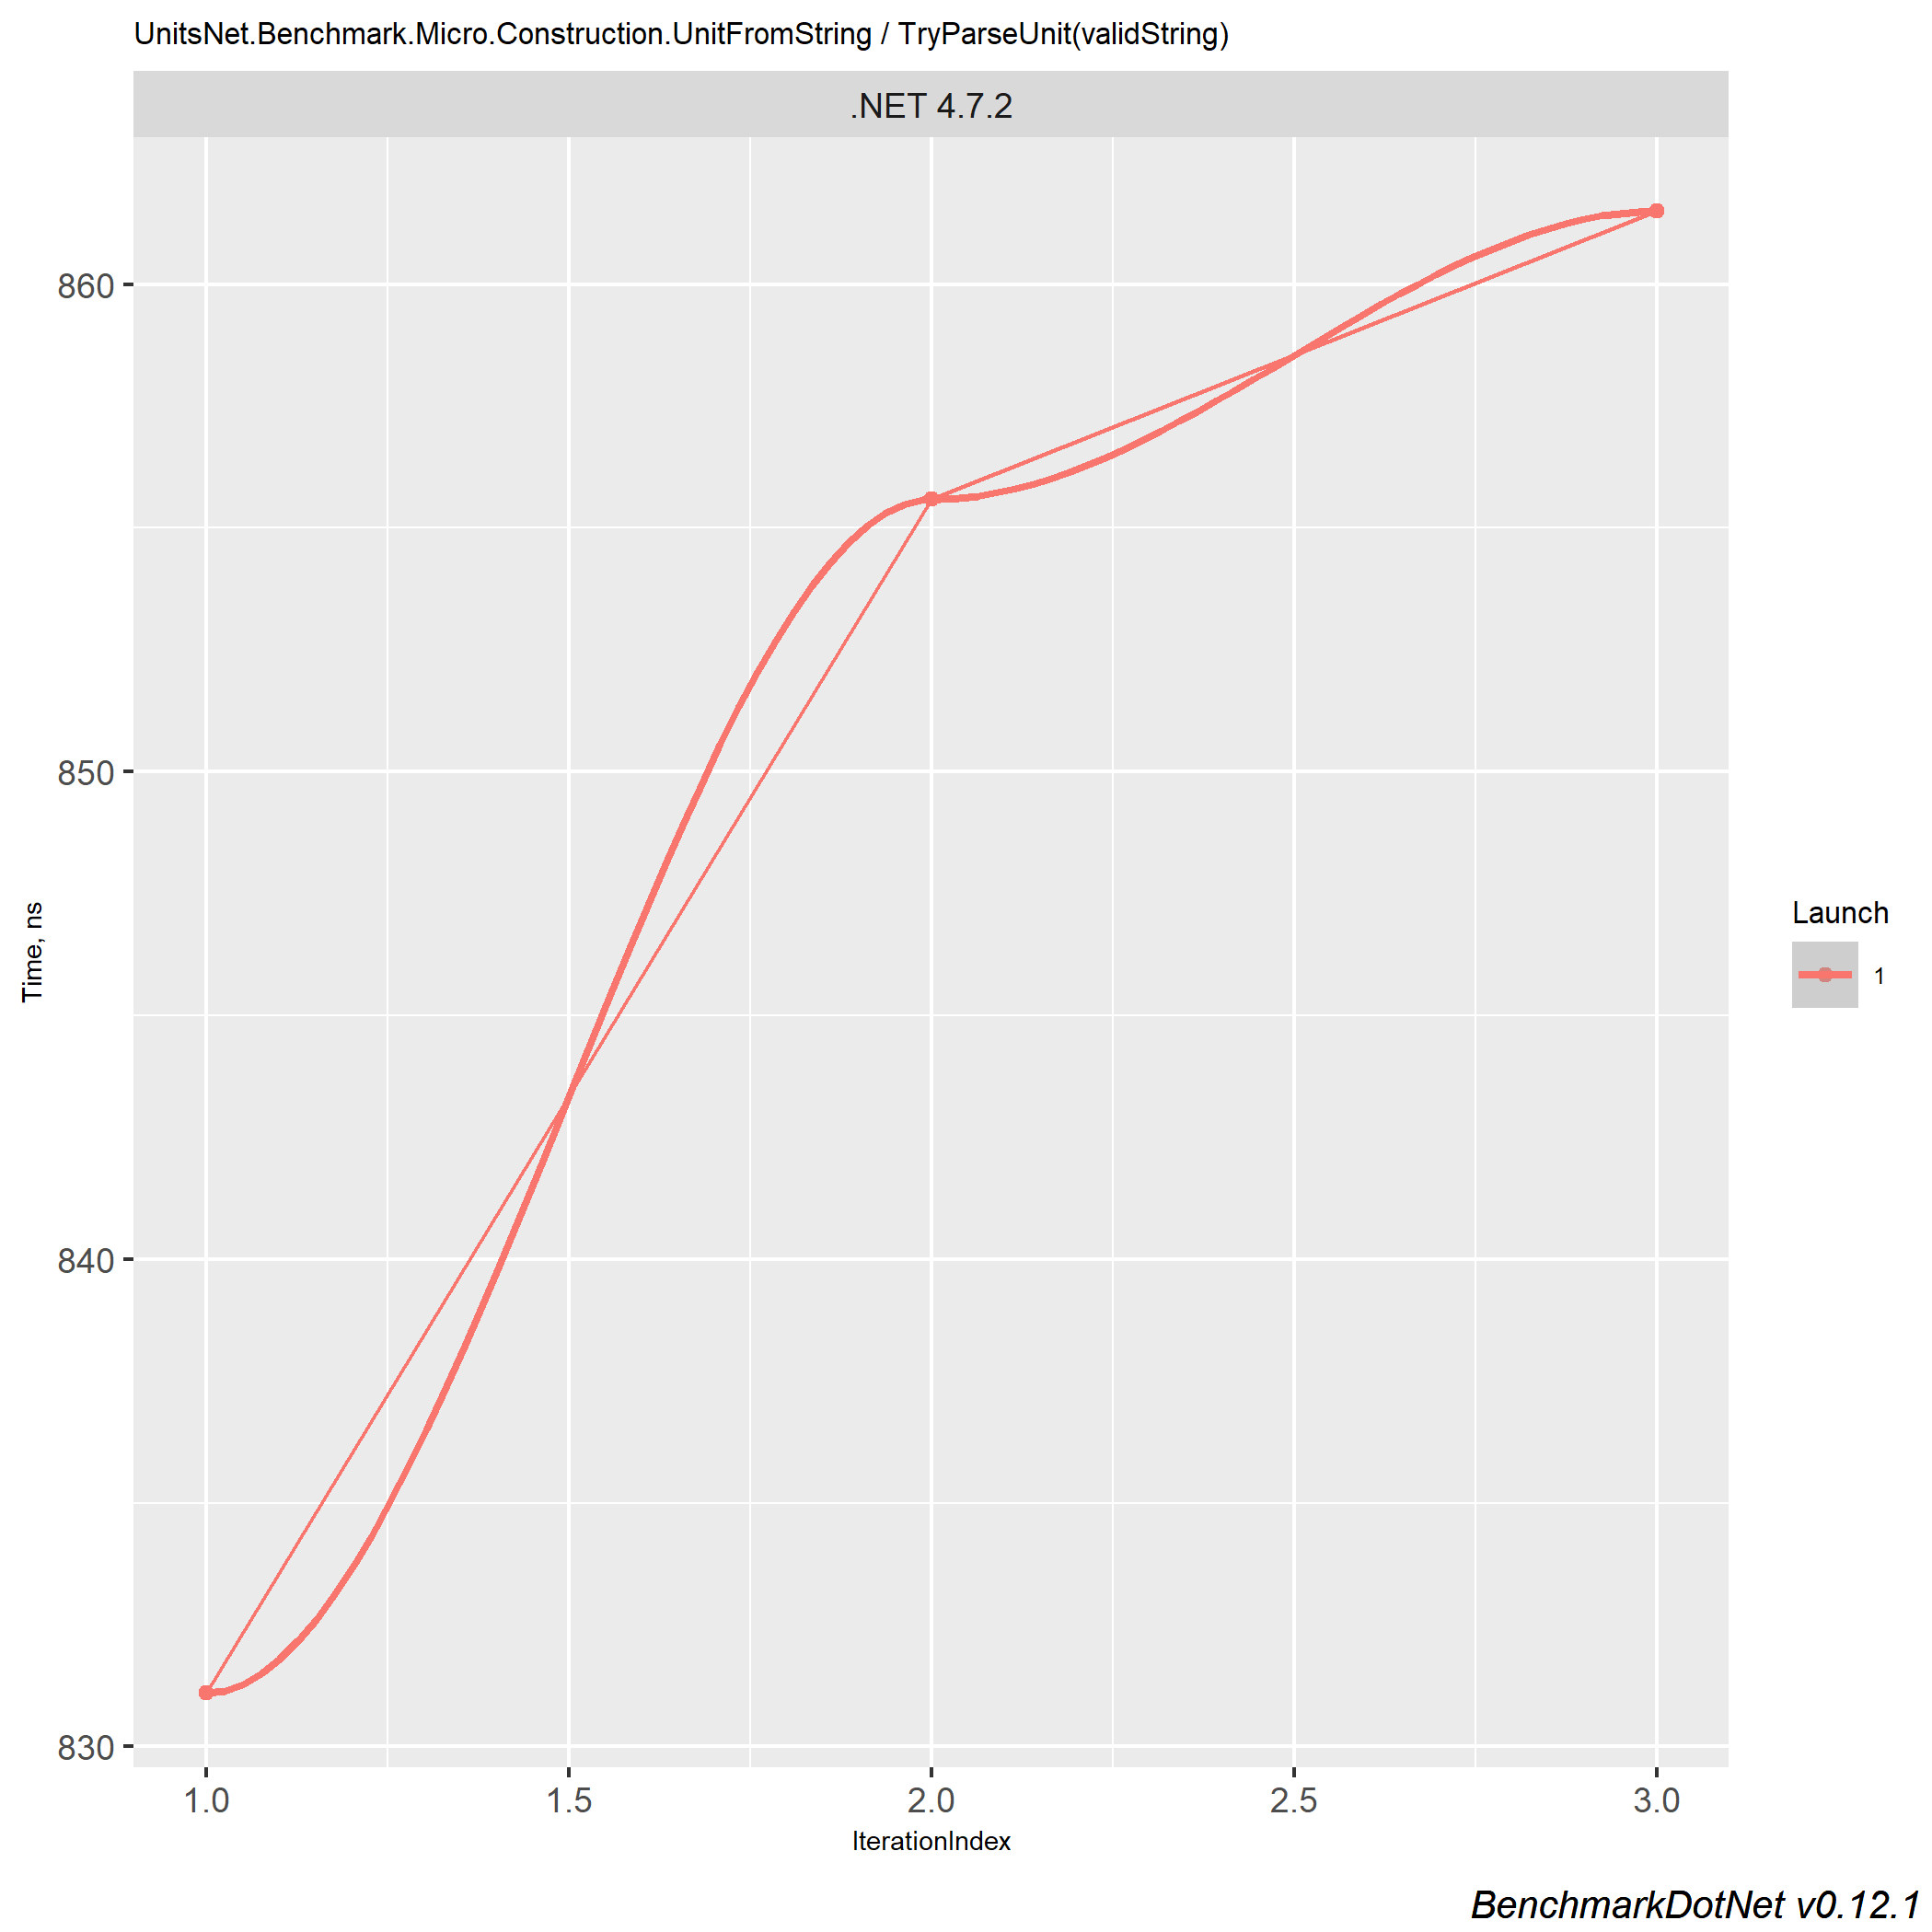 UnitsNet.Benchmark.Micro.Construction.UnitFromString / TryParseUnit(validString)
.NET 4.7.2
860
850
840
830
Time, ns
1.0 1.5 2.0 2.5 3.0
IterationIndex
Launch
1
BenchmarkDotNet v0.12.1